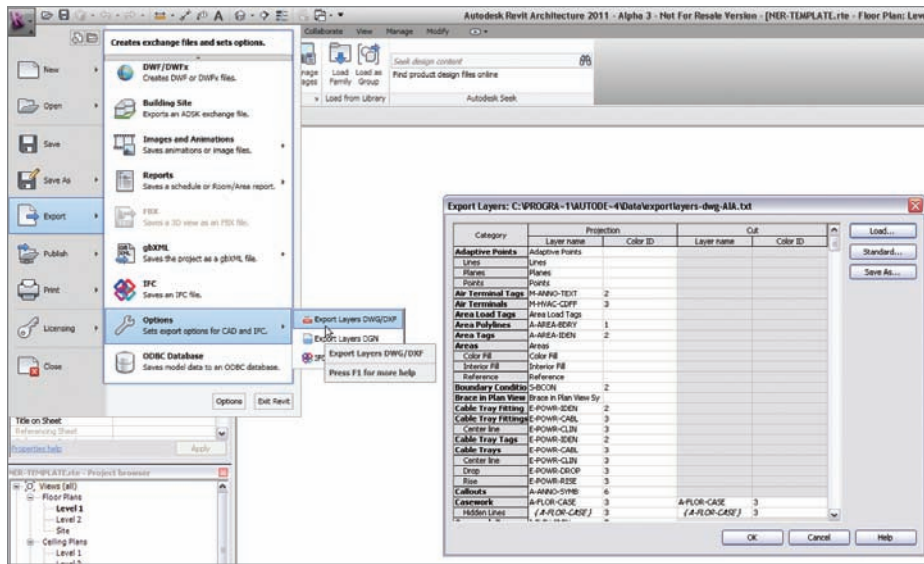 Autodesk Revit Architecture 2011 - Alpha 3 - Not For Resale Version - [NER-TEMPLATE.rte - Floor Plan: Lev
Collaborate View Manage Modify
Creates exchange files and sets options.
New
Open
Save
Save As
Export
Publish
Print
Licensing
Close
DWF/DWFx
Creates DWF or DWFx files.
Building Site
Exports an ADSK exchange file.
Images and Animations
Saves animations or image files.
Reports
Saves a schedule or Room/Area report.
FBX
Saves a 3D view as an FBX file.
gbXML
Saves the project as a gbXML file.
IFC
Saves an IFC file.
Options
Sets export options for CAD and IFC.
ODBC Database
Saves model data to an ODBC database.
Options Exit Revit
Load Family
Load as Group
Load from Library
Seek design content
Find product design files online
Autodesk Seek
Export Layers DWG/DXF
Export Layers DGN
Export Layers DWG/DXF
Press F1 for more help
Title on Sheet
Referencing Sheet
Properties help Apply
NER-TEMPLATE.rte - Project browser
Views (all)
Floor Plans
Level 1
Level 2
Site
Ceiling Plans
Level 1
Export Layers: C:\PROGRA~1\AUTODE~4\Data\exportlayers-dwg-AIA.txt
Category Projection Cut
Layer name Color ID Layer name Color ID
Adaptive Points Adaptive Points
Lines Lines
Planes Planes
Points Points
Air Terminal Tags M-ANNO-TEXT 2
Air Terminals M-HVAC-CDFF 3
Area Load Tags Area Load Tags
Area Polylines A-AREA-BDRY 1
Area Tags A-AREA-IDEN 2
Areas Areas
Color Fill Color Fill
Interior Fill Interior Fill
Reference Reference
Boundary Conditio S-BCON 2
Brace in Plan View Brace in Plan View Sy
Cable Tray Fitting E-POWR-IDEN 2
Cable Tray Fittings E-POWR-CABL 3
Center line E-POWR-CLIN 3
Cable Tray Tags E-POWR-IDEN 2
Cable Trays E-POWR-CABL 3
Center line E-POWR-CLIN 3
Drop E-POWR-DROP 3
Rise E-POWR-RISE 3
Callouts A-ANNO-SYMB 6
Casework A-FLOR-CASE 3 A-FLOR-CASE 3
Hidden Lines { A-FLOR-CASE } 3 { A-FLOR-CASE } 3
Load...
Standard...
Save As...
OK Cancel Help